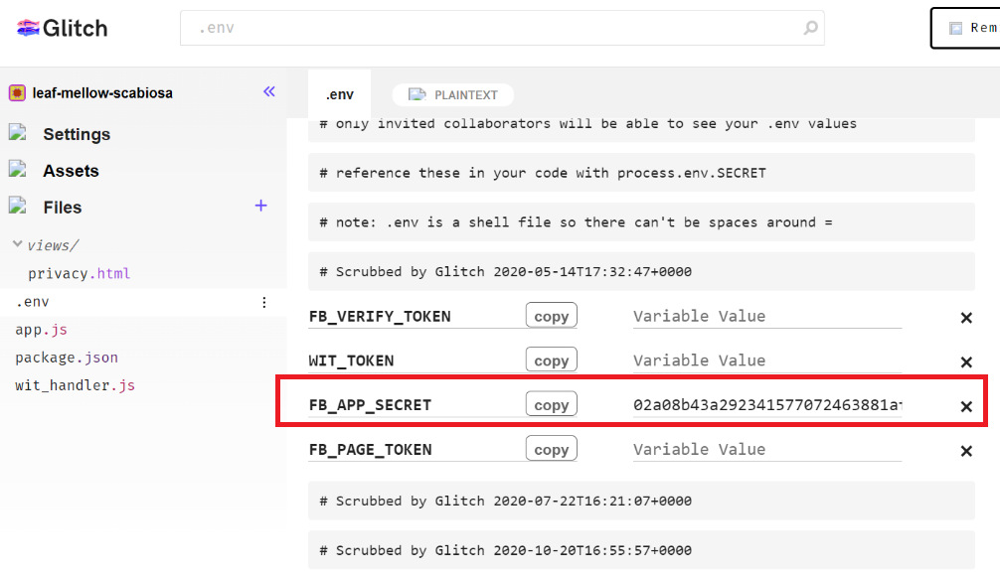 Glitch
.env
Rem
leaf-mellow-scabiosa
«
.env
PLAINTEXT
Settings
Assets
Files
+
views/
privacy.html
.env
app.js
package.json
wit_handler.js
# only invited collaborators will be able to see your .env values
# reference these in your code with process.env.SECRET
# note: .env is a shell file so there can't be spaces around =
# Scrubbed by Glitch 2020-05-14T17:32:47+0000
FB_VERIFY_TOKEN copy Variable Value ×
WIT_TOKEN copy Variable Value ×
FB_APP_SECRET copy 02a08b43a292341577072463881a ×
FB_PAGE_TOKEN copy Variable Value ×
# Scrubbed by Glitch 2020-07-22T16:21:07+0000
# Scrubbed by Glitch 2020-10-20T16:55:57+0000